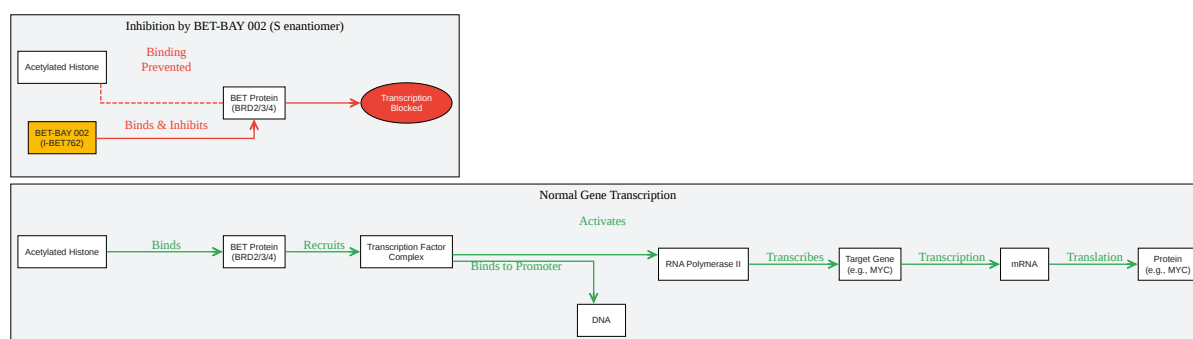 Inhibition by BET-BAY 002 (S enantiomer)
Acetylated Histone
Binding
Prevented
BET Protein
(BRD2/3/4)
Transcription
Blocked
BET-BAY 002
(I-BET762)
Binds & Inhibits
Normal Gene Transcription
Activates
Acetylated Histone
Binds
BET Protein
(BRD2/3/4)
Recruits
Transcription Factor
Complex
Binds to Promoter
DNA
RNA Polymerase II
Transcribes
Target Gene
(e.g., MYC)
Transcription
mRNA
Translation
Protein
(e.g., MYC)